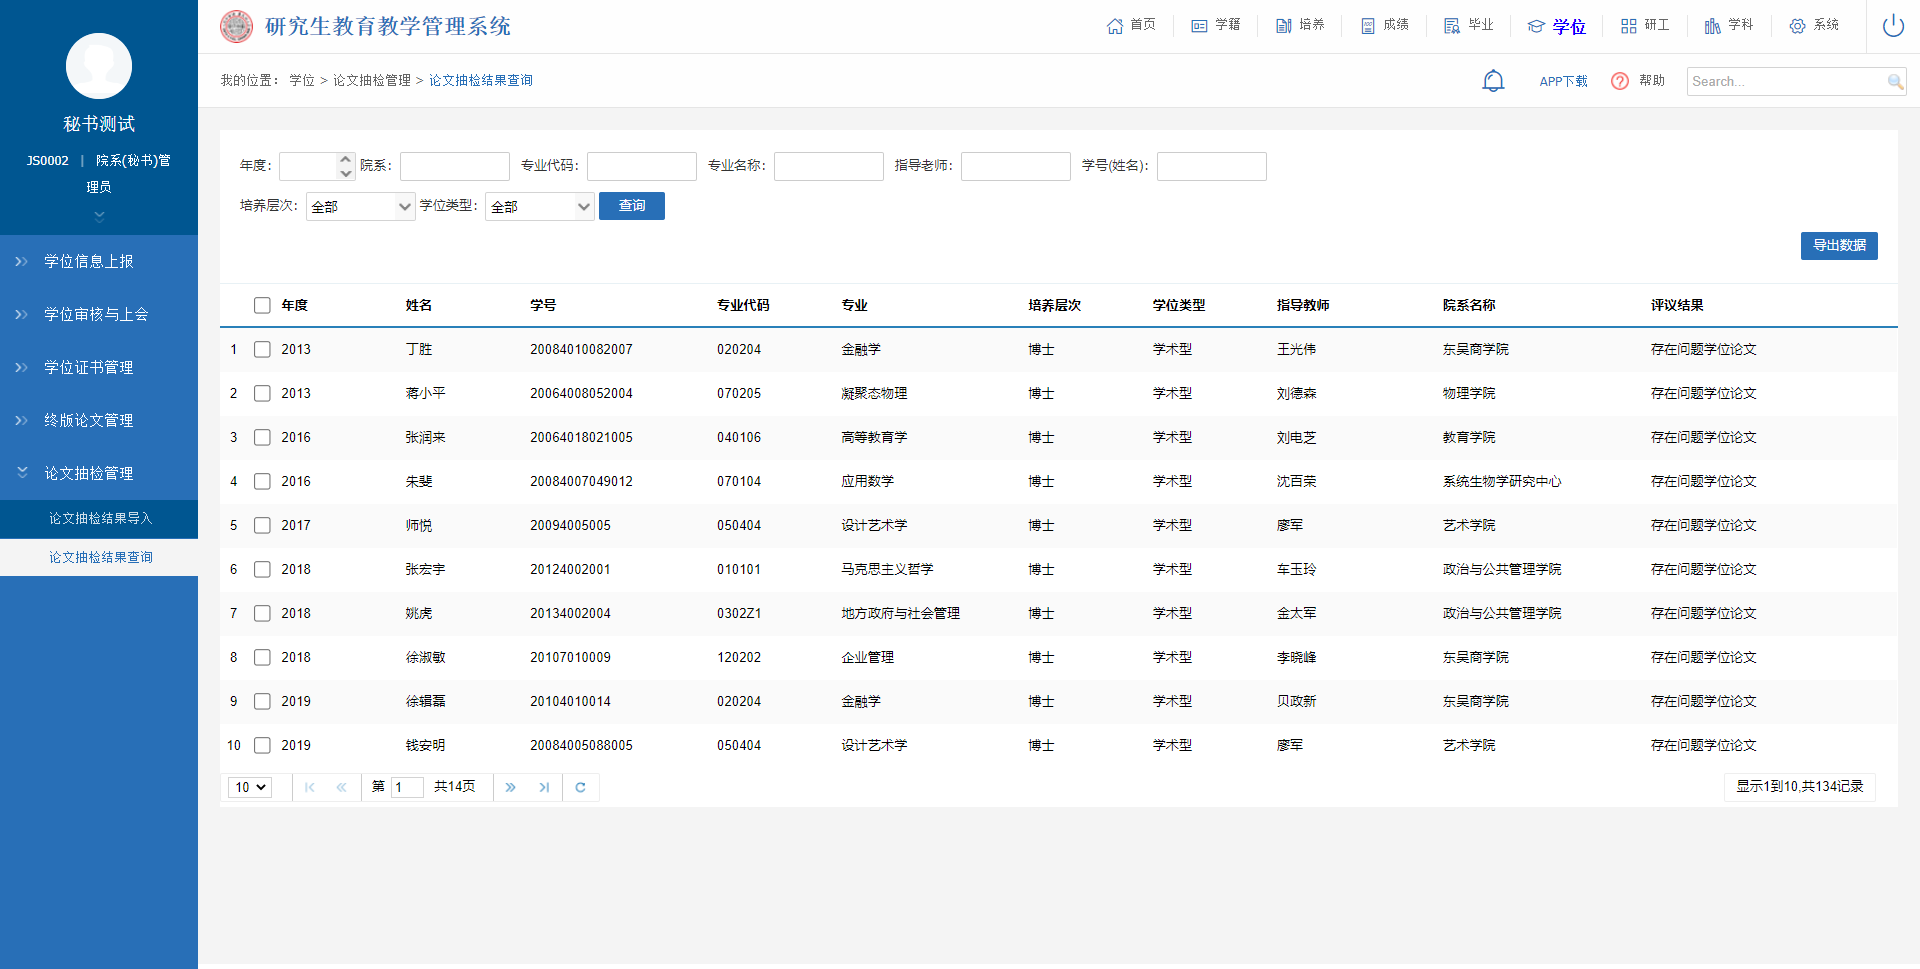 研究生教育教学管理系统
首页 学籍 培养 成绩 毕业 学位 研工 学科 系统
秘书测试
JS0002 | 院系(秘书)管
理员
我的位置： 学位 > 论文抽检管理 > 论文抽检结果查询
APP下载 帮助 Search...
学位信息上报
学位审核与上会
学位证书管理
终版论文管理
论文抽检管理
论文抽检结果导入
论文抽检结果查询
年度： 院系： 专业代码： 专业名称： 指导老师： 学号(姓名)：
培养层次： 全部 学位类型： 全部 查询
导出数据
年度 姓名 学号 专业代码 专业 培养层次 学位类型 指导教师 院系名称 评议结果
1 2013 丁胜 20084010082007 020204 金融学 博士 学术型 王光伟 东吴商学院 存在问题学位论文
2 2013 蒋小平 20064008052004 070205 凝聚态物理 博士 学术型 刘德森 物理学院 存在问题学位论文
3 2016 张润来 20064018021005 040106 高等教育学 博士 学术型 刘电芝 教育学院 存在问题学位论文
4 2016 朱斐 20084007049012 070104 应用数学 博士 学术型 沈百荣 系统生物学研究中心 存在问题学位论文
5 2017 师悦 20094005005 050404 设计艺术学 博士 学术型 廖军 艺术学院 存在问题学位论文
6 2018 张宏宇 20124002001 010101 马克思主义哲学 博士 学术型 车玉玲 政治与公共管理学院 存在问题学位论文
7 2018 姚虎 20134002004 0302Z1 地方政府与社会管理 博士 学术型 金太军 政治与公共管理学院 存在问题学位论文
8 2018 徐淑敏 20107010009 120202 企业管理 博士 学术型 李晓峰 东吴商学院 存在问题学位论文
9 2019 徐辑磊 20104010014 020204 金融学 博士 学术型 贝政新 东吴商学院 存在问题学位论文
10 2019 钱安明 20084005088005 050404 设计艺术学 博士 学术型 廖军 艺术学院 存在问题学位论文
10 第 1 共14页 显示1到10,共134记录